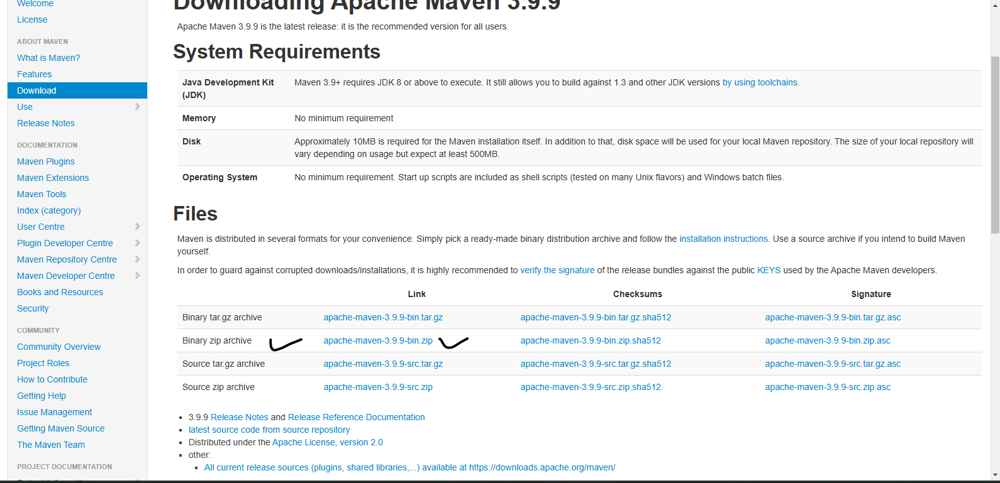 Welcome
License
ABOUT MAVEN
What is Maven?
Features
Download
Use
Release Notes
DOCUMENTATION
Maven Plugins
Maven Extensions
Maven Tools
Index (category)
User Centre
Plugin Developer Centre
Maven Repository Centre
Maven Developer Centre
Books and Resources
Security
COMMUNITY
Community Overview
Project Roles
How to Contribute
Getting Help
Issue Management
Getting Maven Source
The Maven Team
PROJECT DOCUMENTATION
Downloading Apache Maven 3.9.9
Apache Maven 3.9.9 is the latest release: it is the recommended version for all users.
System Requirements
Java Development Kit (JDK) Maven 3.9+ requires JDK 8 or above to execute. It still allows you to build against 1.3 and other JDK versions by using toolchains.
Memory No minimum requirement
Disk Approximately 10MB is required for the Maven installation itself. In addition to that, disk space will be used for your local Maven repository. The size of your local repository will
vary depending on usage but expect at least 500MB.
Operating System No minimum requirement. Start up scripts are included as shell scripts (tested on many Unix flavors) and Windows batch files.
Files
Maven is distributed in several formats for your convenience. Simply pick a ready-made binary distribution archive and follow the installation instructions. Use a source archive if you intend to build Maven
yourself.
In order to guard against corrupted downloads/installations, it is highly recommended to verify the signature of the release bundles against the public KEYS used by the Apache Maven developers.
Link Checksums Signature
Binary tar.gz archive apache-maven-3.9.9-bin.tar.gz apache-maven-3.9.9-bin.tar.gz.sha512 apache-maven-3.9.9-bin.tar.gz.asc
Binary zip archive apache-maven-3.9.9-bin.zip apache-maven-3.9.9-bin.zip.sha512 apache-maven-3.9.9-bin.zip.asc
Source tar.gz archive apache-maven-3.9.9-src.tar.gz apache-maven-3.9.9-src.tar.gz.sha512 apache-maven-3.9.9-src.tar.gz.asc
Source zip archive apache-maven-3.9.9-src.zip apache-maven-3.9.9-src.zip.sha512 apache-maven-3.9.9-src.zip.asc
3.9.9 Release Notes and Release Reference Documentation
latest source code from source repository
Distributed under the Apache License, version 2.0
other:
All current release sources (plugins, shared libraries,...) available at https://downloads.apache.org/maven/